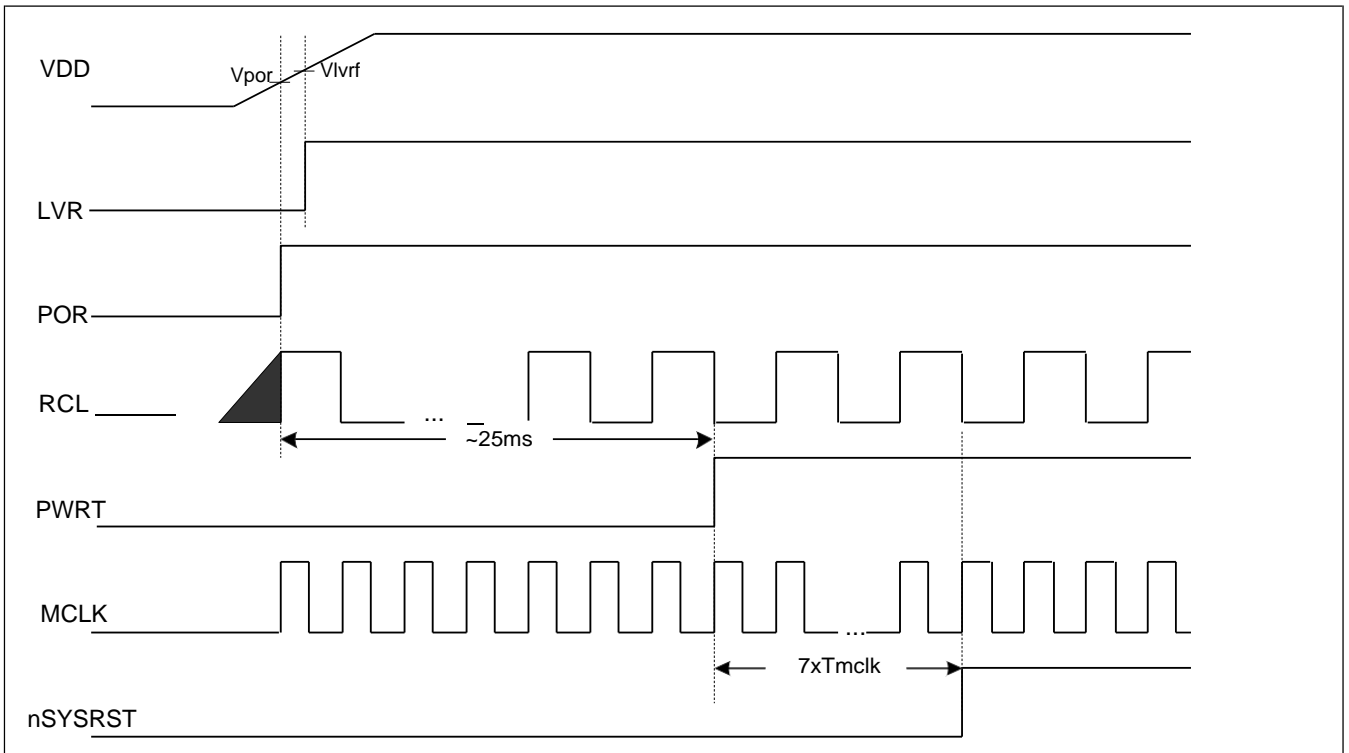 VDD
Vpor
Vlvrf
LVR
POR
RCL
...
~25ms
PWRT
MCLK
...
7xTmclk
nSYSRST